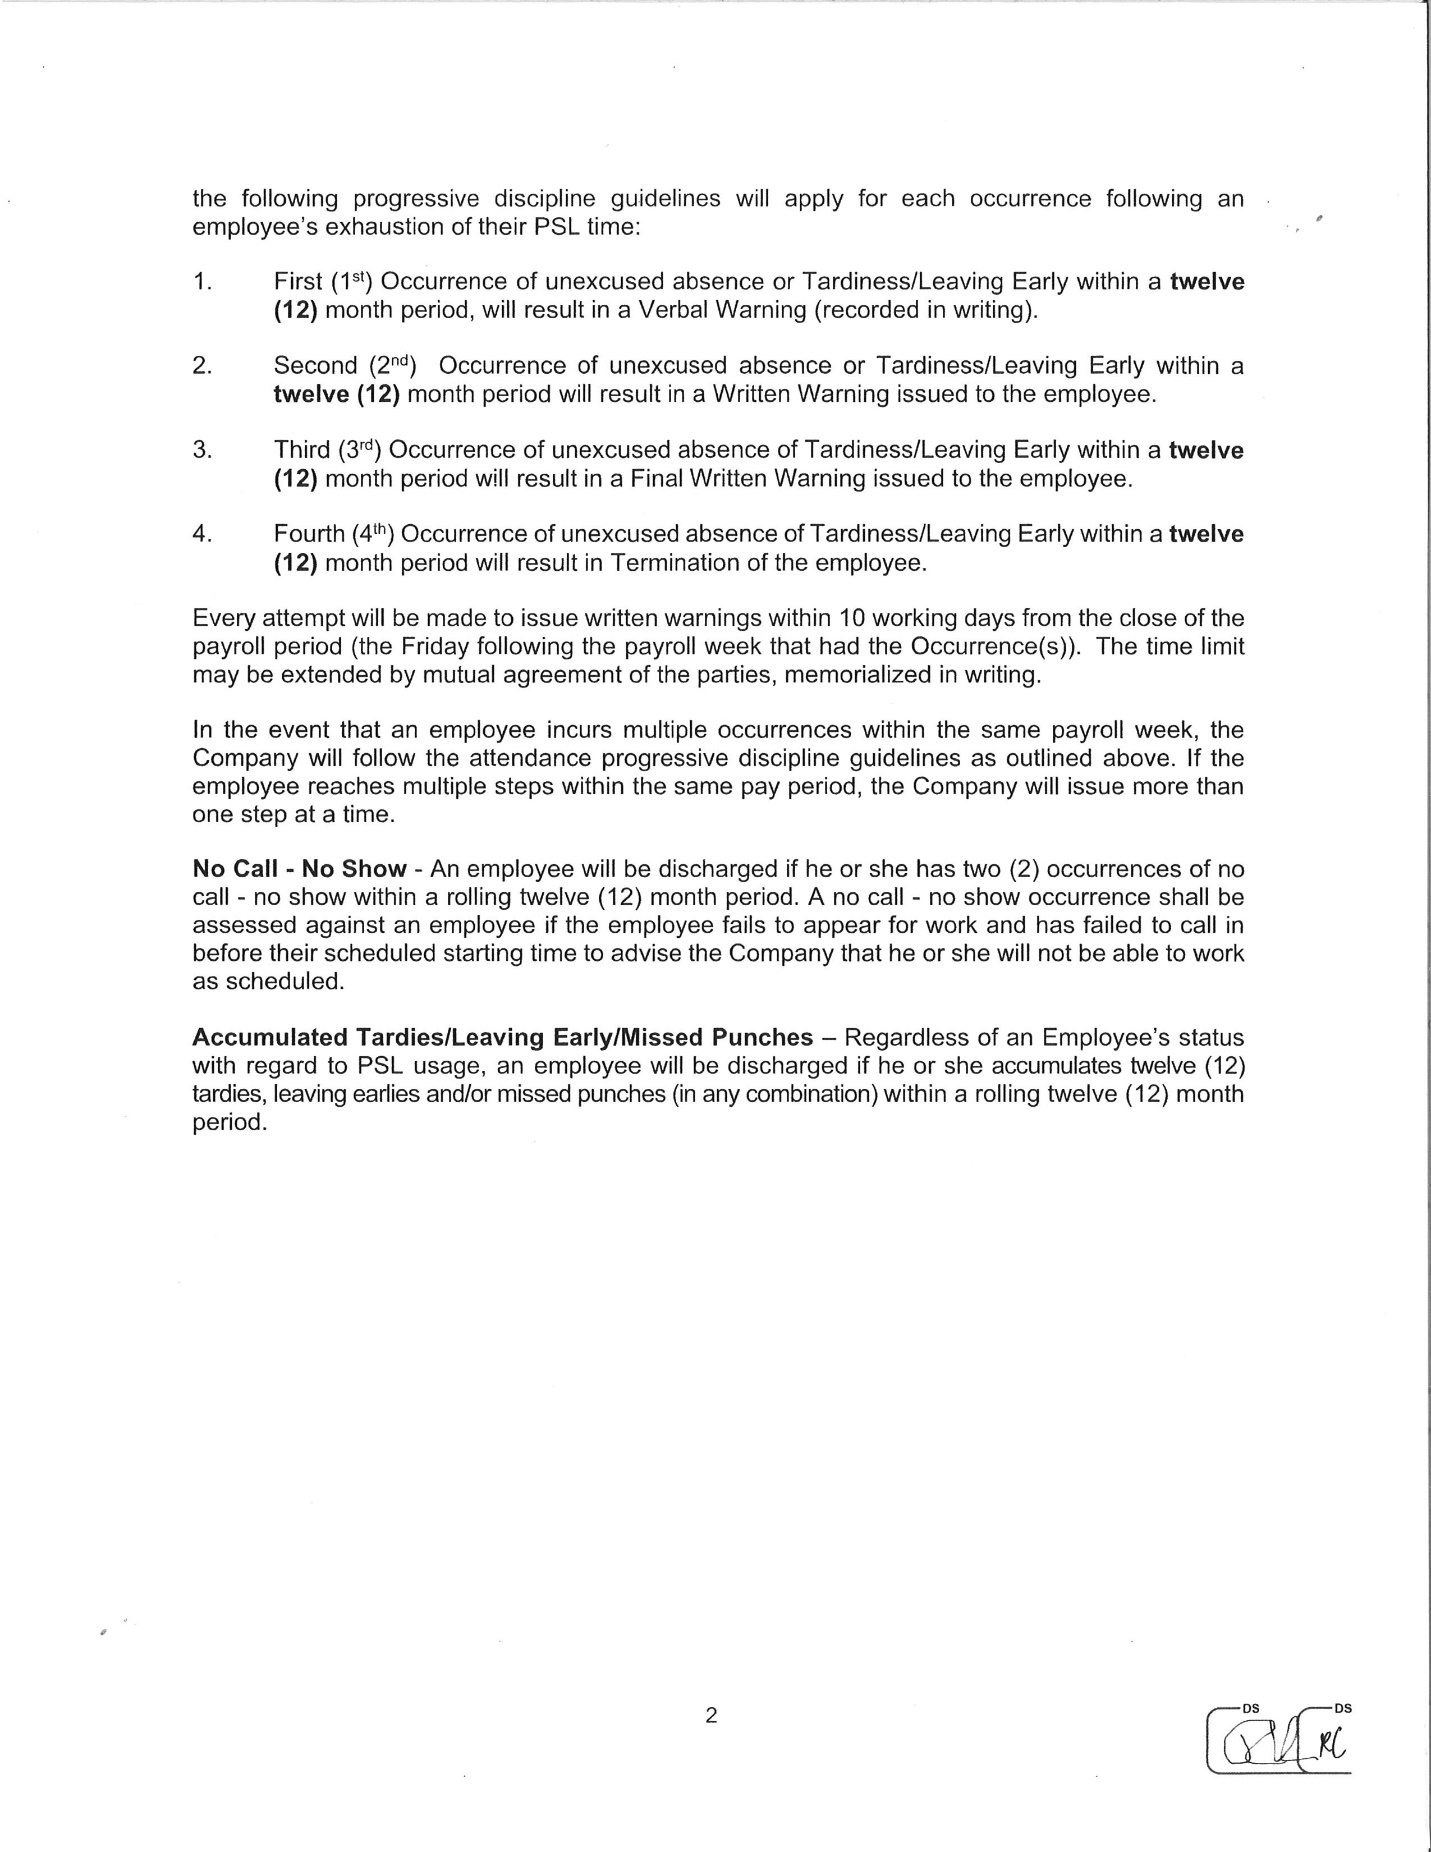 the following progressive discipline guidelines will apply for each occurrence following an
employee's exhaustion of their PSL time:
1. First (1st) Occurrence of unexcused absence or Tardiness/Leaving Early within a twelve
(12) month period, will result in a Verbal Warning (recorded in writing).
2. Second (2nd) Occurrence of unexcused absence or Tardiness/Leaving Early within a
twelve (12) month period will result in a Written Warning issued to the employee.
3. Third (3rd) Occurrence of unexcused absence of Tardiness/Leaving Early within a twelve
(12) month period will result in a Final Written Warning issued to the employee.
4. Fourth (4th) Occurrence of unexcused absence of Tardiness/Leaving Early within a twelve
(12) month period will result in Termination of the employee.
Every attempt will be made to issue written warnings within 10 working days from the close of the
payroll period (the Friday following the payroll week that had the Occurrence(s)). The time limit
may be extended by mutual agreement of the parties, memorialized in writing.
In the event that an employee incurs multiple occurrences within the same payroll week, the
Company will follow the attendance progressive discipline guidelines as outlined above. If the
employee reaches multiple steps within the same pay period, the Company will issue more than
one step at a time.
No Call - No Show - An employee will be discharged if he or she has two (2) occurrences of no
call - no show within a rolling twelve (12) month period. A no call - no show occurrence shall be
assessed against an employee if the employee fails to appear for work and has failed to call in
before their scheduled starting time to advise the Company that he or she will not be able to work
as scheduled.
Accumulated Tardies/Leaving Early/Missed Punches – Regardless of an Employee's status
with regard to PSL usage, an employee will be discharged if he or she accumulates twelve (12)
tardies, leaving earlies and/or missed punches (in any combination) within a rolling twelve (12) month
period.
2
DS DS
RC